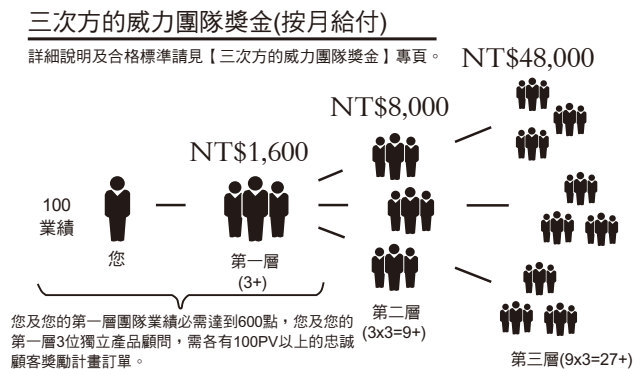 三次方的威力團隊獎金(按月給付)
詳細說明及合格標準請見【三次方的威力團隊獎金】專頁。
NT$48,000
NT$8,000
NT$1,600
100
業績
您
第一層
(3+)
第二層
(3x3=9+)
第三層(9x3=27+)
您及您的第一層團隊業績必需達到600點，您及您的
第一層3位獨立產品顧問，需各有100PV以上的忠誠
顧客獎勵計畫訂單。